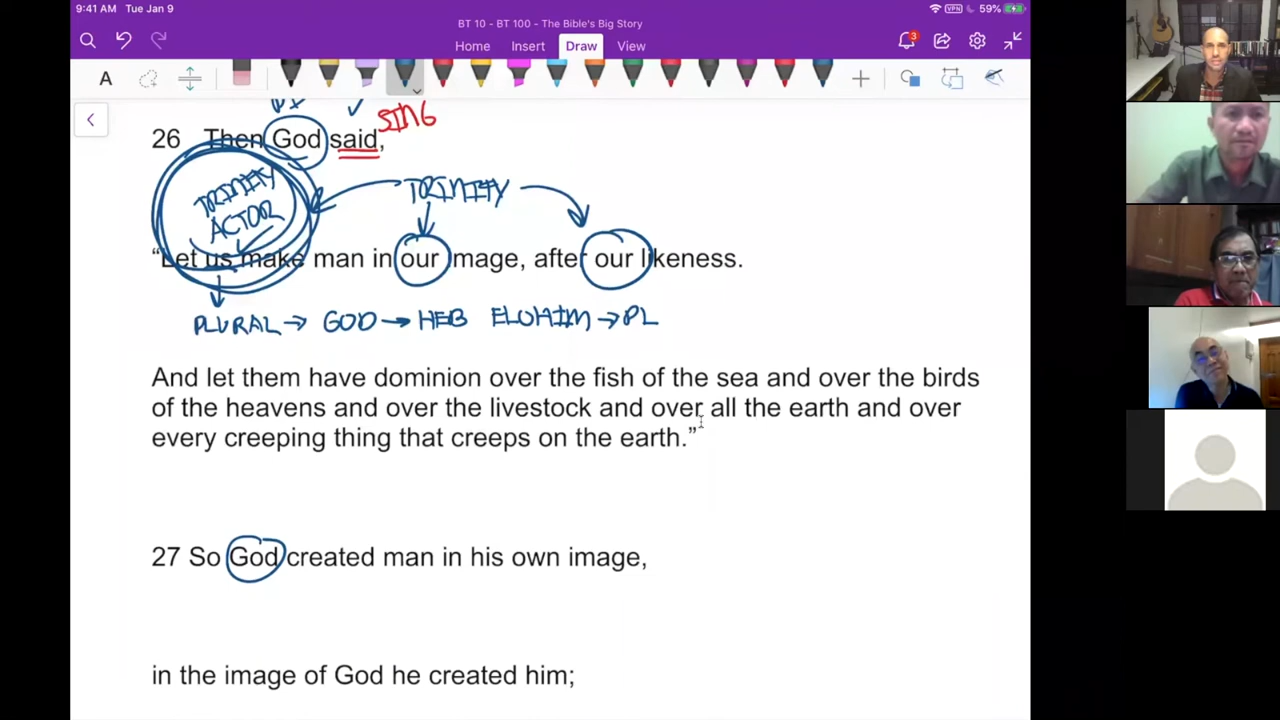 9:41 AM Tue Jan 9
BT 10 - BT 100 - The Bible's Big Story
VPN 59%
Home Insert Draw View
3
A
SING
26 Then God said,
TRINITY
ACTOR
TRINITY
“Let us make man in our image, after our likeness.
PLURAL → GOD → HEB ELOHIM → PL
And let them have dominion over the fish of the sea and over the birds
of the heavens and over the livestock and over all the earth and over
every creeping thing that creeps on the earth.”
27 So God created man in his own image,
in the image of God he created him;